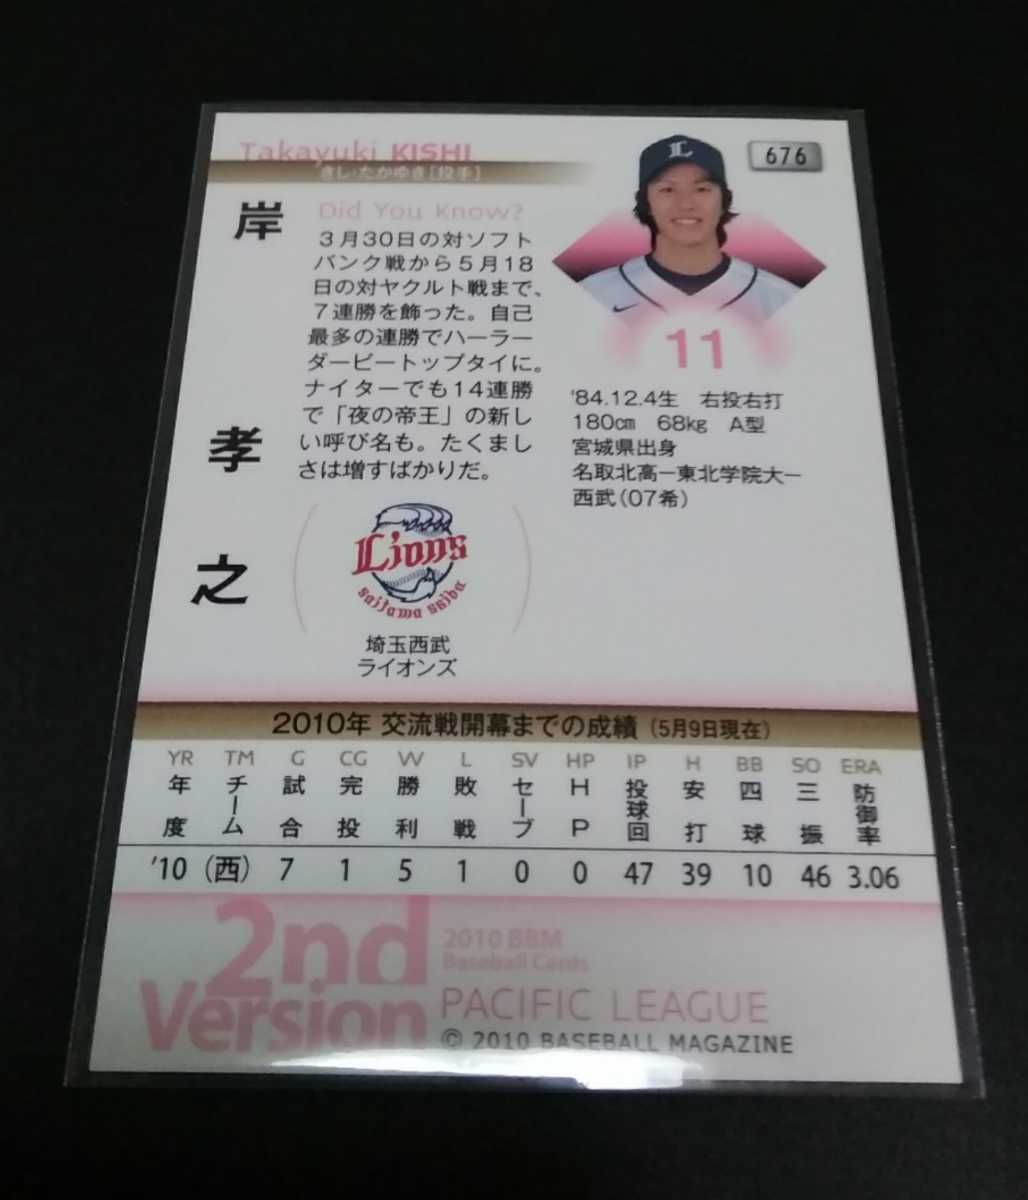 Takayuki KISHI
きし・たかゆき［投手］
676
岸孝之
Did You Know?
３月30日の対ソフト
バンク戦から５月18
日の対ヤクルト戦まで、
７連勝を飾った。自己
最多の連勝でハーラー
ダービートップタイに。
ナイターでも14連勝
で「夜の帝王」の新し
い呼び名も。たくまし
さは増すばかりだ。
L
11
'84.12.4生 右投右打
180㎝ 68㎏ A型
宮城県出身
名取北高ー東北学院大ー
西武(07希)
Lions
saitama seibu
埼玉西武
ライオンズ
2010年 交流戦開幕までの成績 (5月9日現在)
YR TM G CG W L SV HP IP H BB SO ERA
年度 チーム 試合 完投 勝利 敗戦 セーブ HP 投球回 安打 四球 三振 防御率
'10 (西) 7 1 5 1 0 0 47 39 10 46 3.06
2nd
Version
2010 BBM
Baseball Cards
PACIFIC LEAGUE
© 2010 BASEBALL MAGAZINE